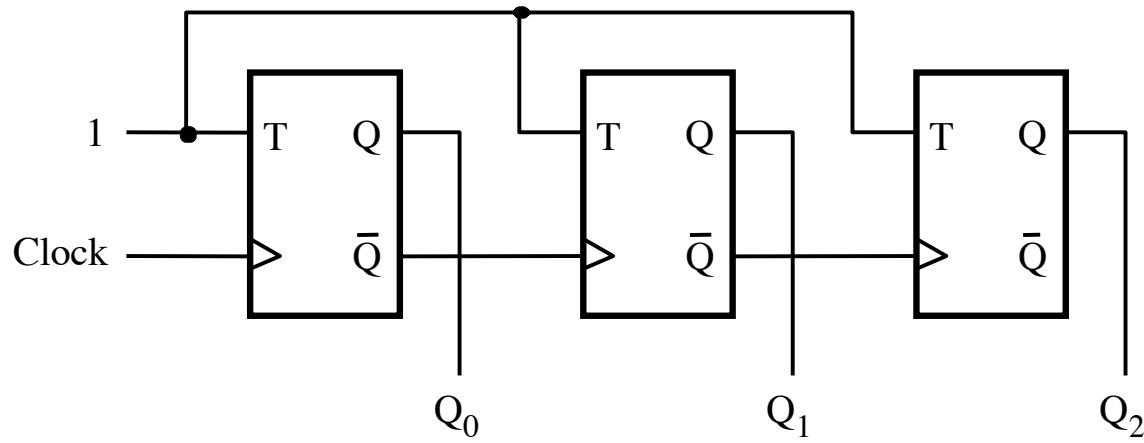 1 T Q T Q T Q
Clock Q̅ Q̅ Q̅
Q₀ Q₁ Q₂